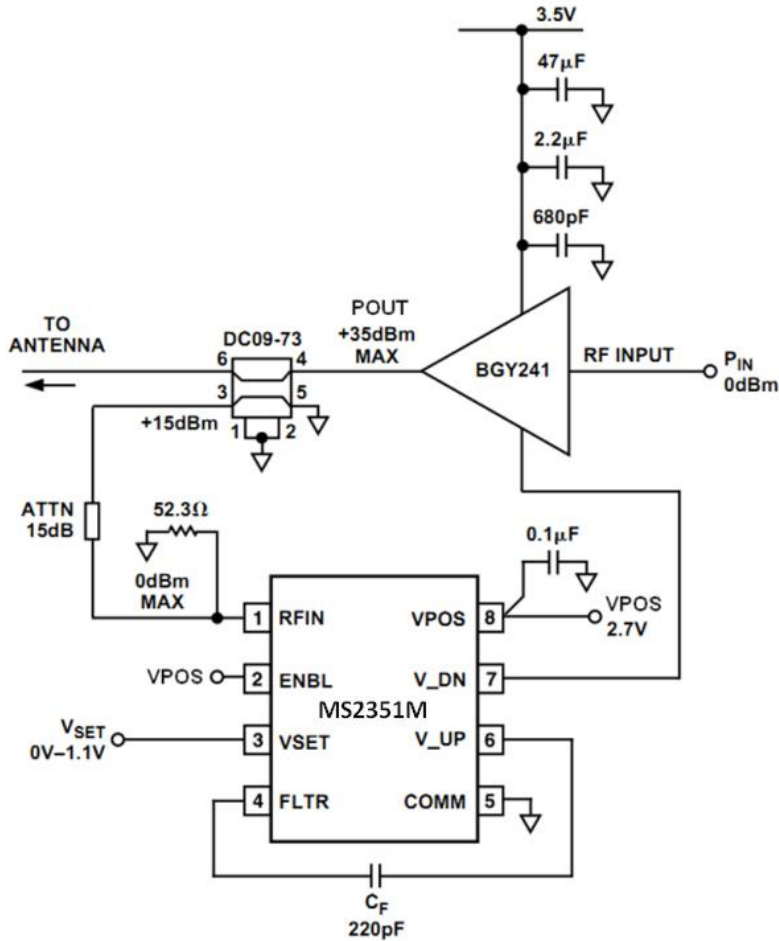 3.5V
47μF
2.2μF
680pF
TO
ANTENNA
DC09-73
POUT
+35dBm
MAX
6
4
3
5
1
2
+15dBm
BGY241
RF INPUT
PIN
0dBm
ATTN
15dB
52.3Ω
0dBm
MAX
0.1μF
VPOS
2.7V
1
RFIN
VPOS
8
VPOS
2
ENBL
V_DN
7
MS2351M
VSET
0V–1.1V
3
VSET
V_UP
6
4
FLTR
COMM
5
CF
220pF